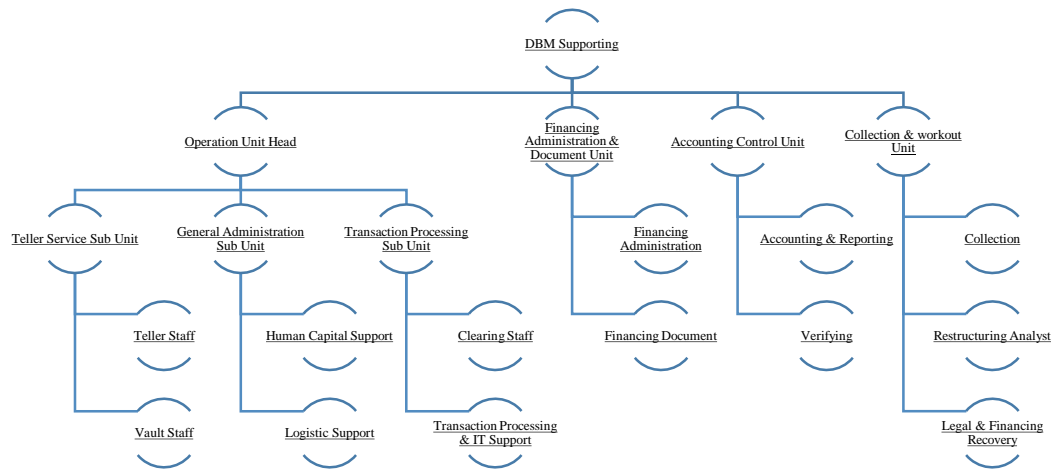 DBM Supporting
Operation Unit Head
Financing
Administration &
Document Unit
Accounting Control Unit
Collection & workout
Unit
Teller Service Sub Unit
General Administration
Sub Unit
Transaction Processing
Sub Unit
Financing
Administration
Accounting & Reporting
Collection
Teller Staff
Human Capital Support
Clearing Staff
Financing Document
Verifying
Restructuring Analyst
Vault Staff
Logistic Support
Transaction Processing
& IT Support
Legal & Financing
Recovery